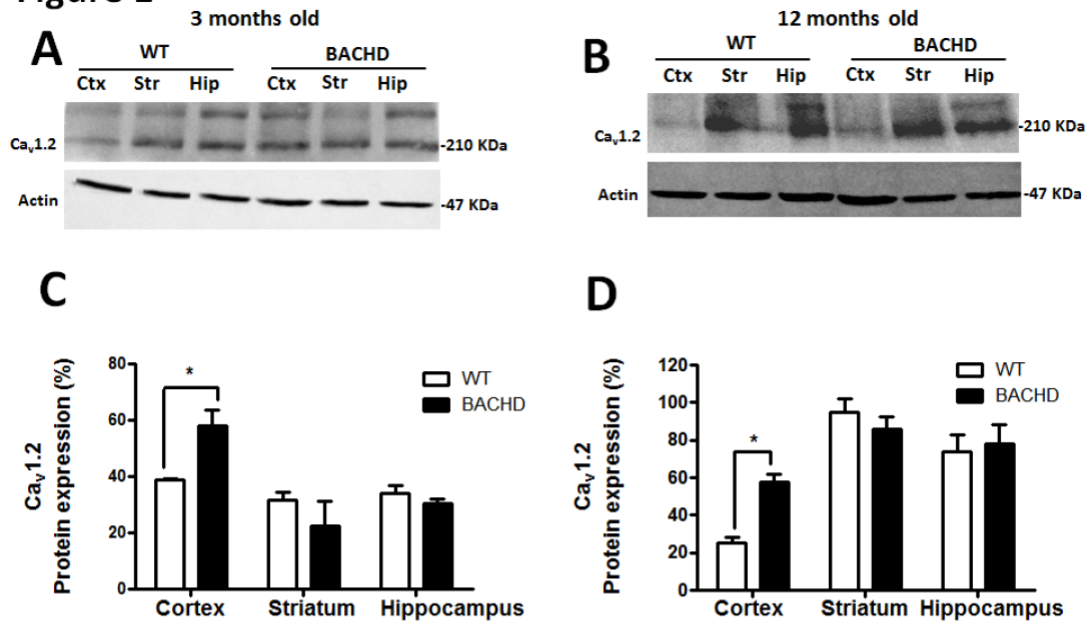 3 months old
A
WT
BACHD
Ctx Str Hip Ctx Str Hip
Caᵥ1.2
-210 KDa
Actin
-47 KDa
12 months old
B
WT
BACHD
Ctx Str Hip Ctx Str Hip
Caᵥ1.2
-210 KDa
Actin
-47 KDa
C
Caᵥ1.2
Protein expression (%)
80
60
40
20
0
*
WT
BACHD
Cortex Striatum Hippocampus
D
Caᵥ1.2
Protein expression (%)
120
100
80
60
40
20
0
*
WT
BACHD
Cortex Striatum Hippocampus